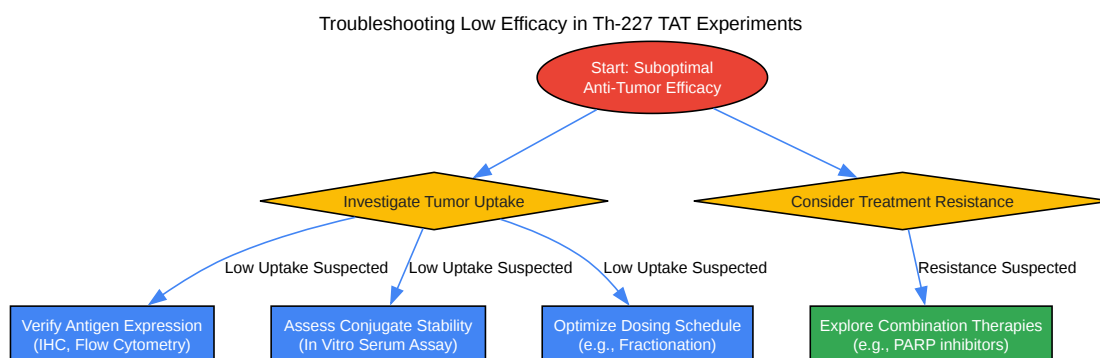 Troubleshooting Low Efficacy in Th-227 TAT Experiments
Start: Suboptimal
Anti-Tumor Efficacy
Investigate Tumor Uptake
Consider Treatment Resistance
Low Uptake Suspected
Low Uptake Suspected
Low Uptake Suspected
Resistance Suspected
Verify Antigen Expression
(IHC, Flow Cytometry)
Assess Conjugate Stability
(In Vitro Serum Assay)
Optimize Dosing Schedule
(e.g., Fractionation)
Explore Combination Therapies
(e.g., PARP inhibitors)